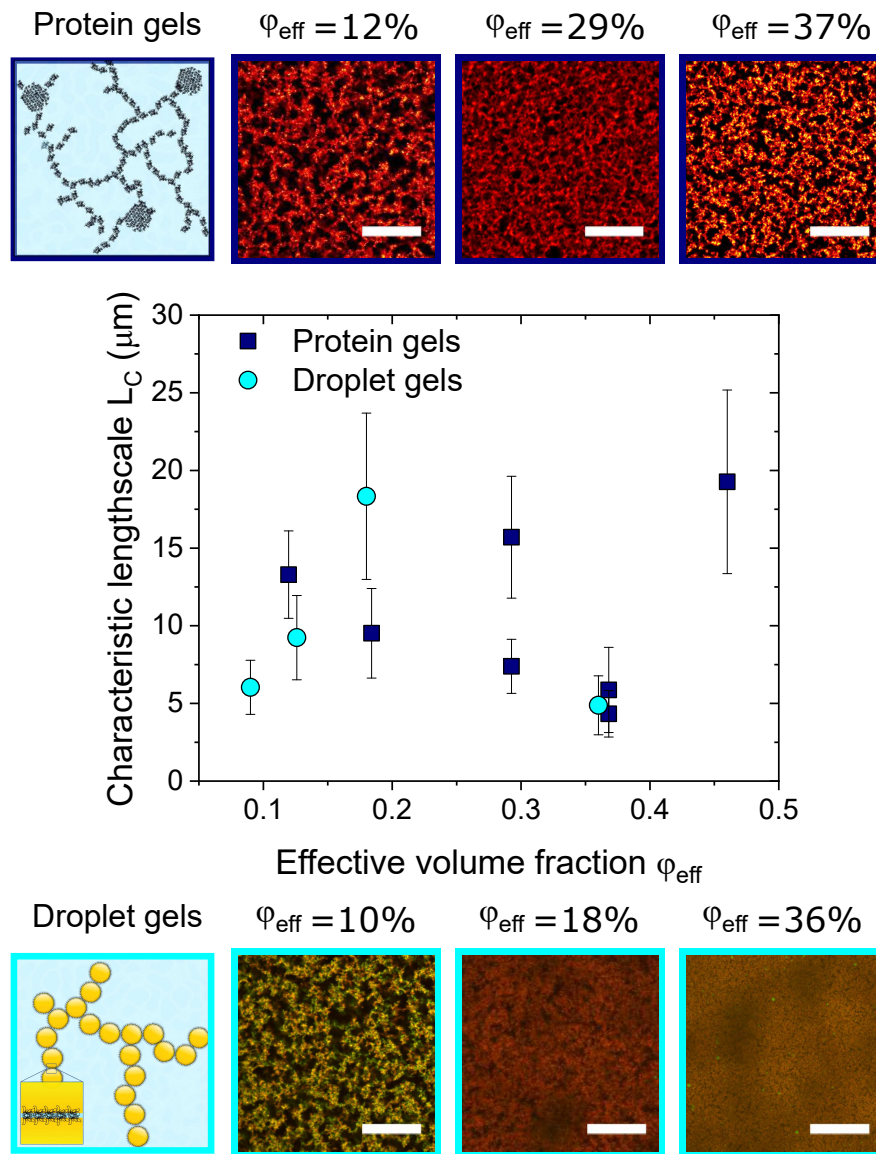 Protein gels
φeff =12%
φeff =29%
φeff =37%
30
25
20
15
10
5
0
Characteristic lengthscale LC (μm)
Protein gels
Droplet gels
0.1
0.2
0.3
0.4
0.5
Effective volume fraction φeff
Droplet gels
φeff =10%
φeff =18%
φeff =36%